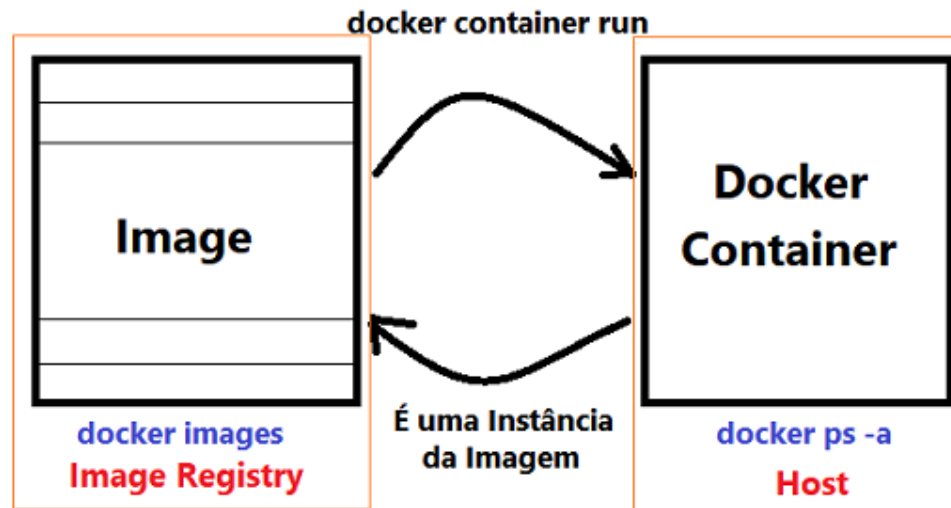 docker container run
Image
docker images
Image Registry
É uma Instância
da Imagem
Docker
Container
docker ps -a
Host